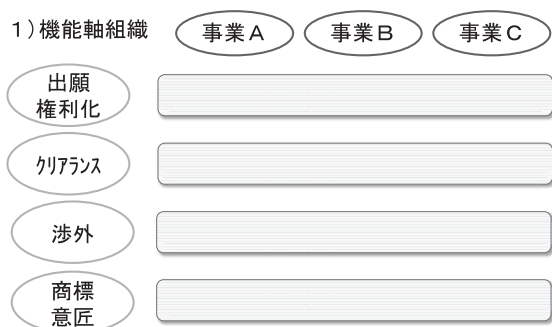 1）機能軸組織
事業A
事業B
事業C
出願
権利化
ｸﾘｱﾗﾝｽ
渉外
商標
意匠